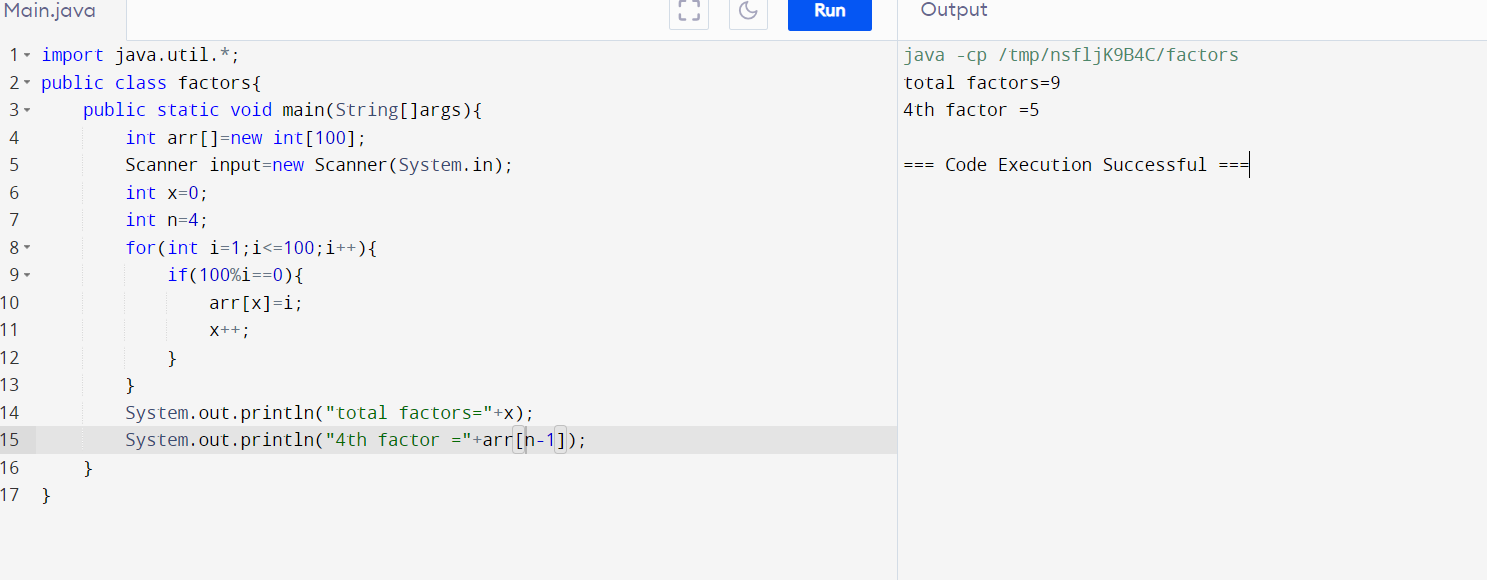 Main.java
Run
Output
1 import java.util.*;
2 public class factors{
3     public static void main(String[]args){
4         int arr[]=new int[100];
5         Scanner input=new Scanner(System.in);
6         int x=0;
7         int n=4;
8         for(int i=1;i<=100;i++){
9             if(100%i==0){
10                 arr[x]=i;
11                 x++;
12             }
13         }
14         System.out.println("total factors="+x);
15         System.out.println("4th factor ="+arr[n-1]);
16     }
17 }
java -cp /tmp/nsfljK9B4C/factors
total factors=9
4th factor =5
=== Code Execution Successful ===